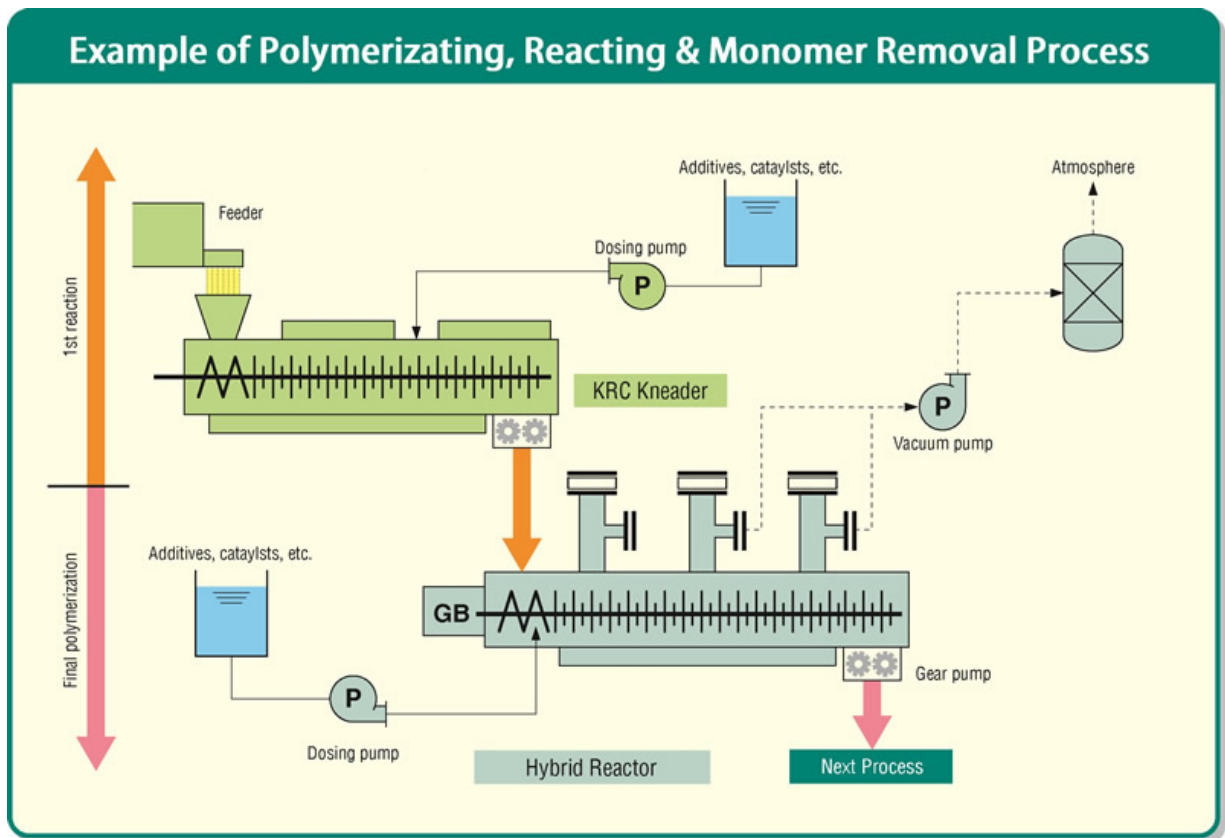 Example of Polymerizating, Reacting & Monomer Removal Process
1st reaction
Feeder
Additives, cataylsts, etc.
Dosing pump
P
Atmosphere
KRC Kneader
P
Vacuum pump
Final polymerization
Additives, cataylsts, etc.
GB
P
Dosing pump
Gear pump
Hybrid Reactor
Next Process